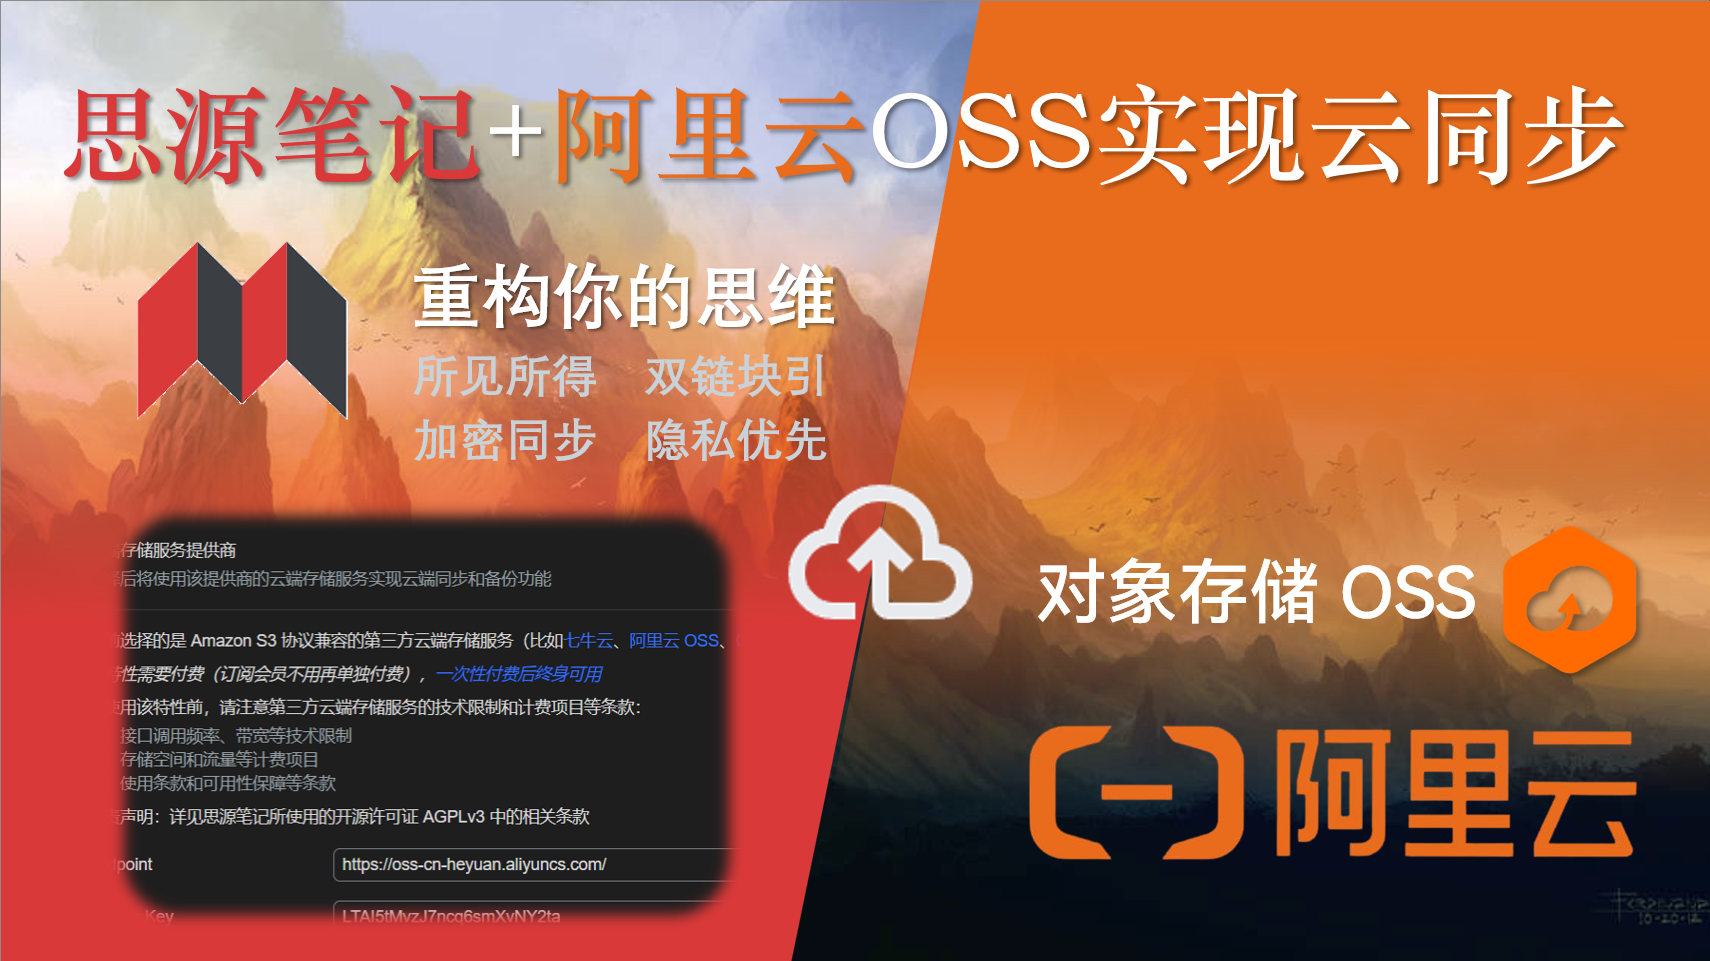 思源笔记+阿里云OSS实现云同步
重构你的思维
所见所得 双链块引
加密同步 隐私优先
存储服务提供商
后将使用该提供商的云端存储服务实现云端同步和备份功能
选择的是 Amazon S3 协议兼容的第三方云端存储服务（比如七牛云、阿里云 OSS、
性需要付费（订阅会员不用再单独付费），一次性付费后终身可用
用该特性前，请注意第三方云端存储服务的技术限制和计费项目等条款：
接口调用频率、带宽等技术限制
存储空间和流量等计费项目
使用条款和可用性保障等条款
声明：详见思源笔记所使用的开源许可证 AGPLv3 中的相关条款
point https://oss-cn-heyuan.aliyuncs.com/
Key
对象存储 OSS
阿里云